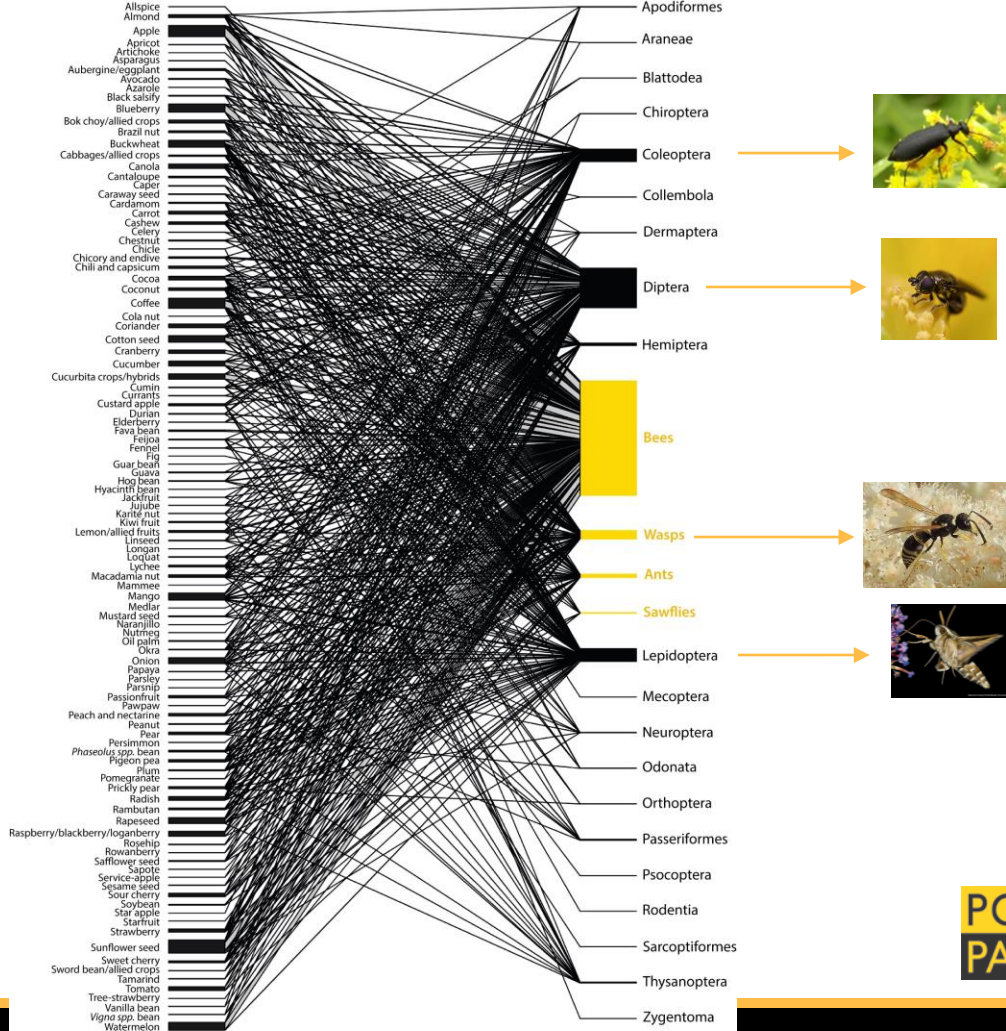 Allspice
Almond
Apple
Apricot
Artichoke
Asparagus
Aubergine/eggplant
Avocado
Azarole
Black salsify
Blueberry
Bok choy/allied crops
Brazil nut
Buckwheat
Cabbages/allied crops
Canola
Cantaloupe
Caper
Caraway seed
Cardamom
Carrot
Cashew
Celery
Chestnut
Chicle
Chicory and endive
Chili and capsicum
Cocoa
Coconut
Coffee
Cola nut
Coriander
Cotton seed
Cranberry
Cucumber
Cucurbita crops/hybrids
Cumin
Currants
Custard apple
Durian
Elderberry
Fava bean
Feijoa
Fennel
Fig
Guar bean
Guava
Hog bean
Hyacinth bean
Jackfruit
Jujube
Karite nut
Kiwi fruit
Lemon/allied fruits
Linseed
Longan
Loquat
Lychee
Macadamia nut
Mammee
Mango
Medlar
Mustard seed
Naranjillo
Nutmeg
Oil palm
Okra
Onion
Papaya
Parsley
Parsnip
Passionfruit
Pawpaw
Peach and nectarine
Peanut
Pear
Persimmon
Phaseolus spp. bean
Pigeon pea
Plum
Pomegranate
Prickly pear
Radish
Rambutan
Rapeseed
Raspberry/blackberry/loganberry
Rosehip
Rowanberry
Safflower seed
Sapote
Service-apple
Sesame seed
Sour cherry
Soybean
Star apple
Starfruit
Strawberry
Sunflower seed
Sweet cherry
Sword bean/allied crops
Tamarind
Tomato
Tree-strawberry
Vanilla bean
Vigna spp. bean
Watermelon
Apodiformes
Araneae
Blattodea
Chiroptera
Coleoptera
Collembola
Dermaptera
Diptera
Hemiptera
Bees
Wasps
Ants
Sawflies
Lepidoptera
Mecoptera
Neuroptera
Odonata
Orthoptera
Passeriformes
Psocoptera
Rodentia
Sarcoptiformes
Thysanoptera
Zygentoma
PO
PA